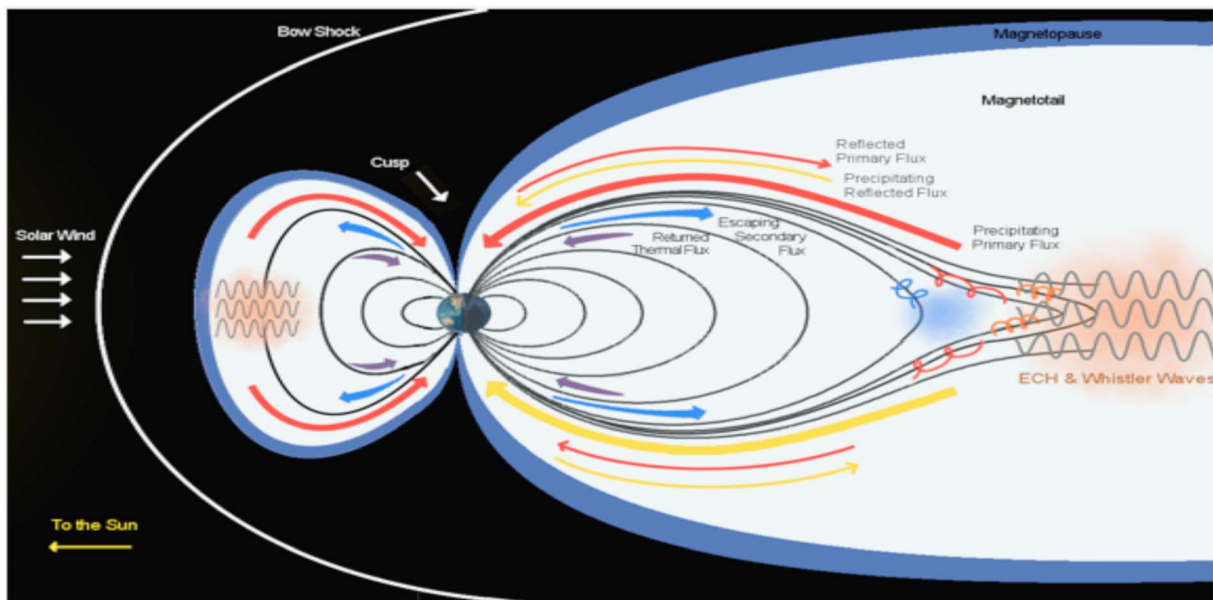 Bow Shock
Magnetopause
Magnetotail
Cusp
Reflected
Primary Flux
Precipitating
Reflected Flux
Solar Wind
Escaping
Secondary
Flux
Returned
Thermal Flux
Precipitating
Primary Flux
ECH & Whistler Waves
To the Sun